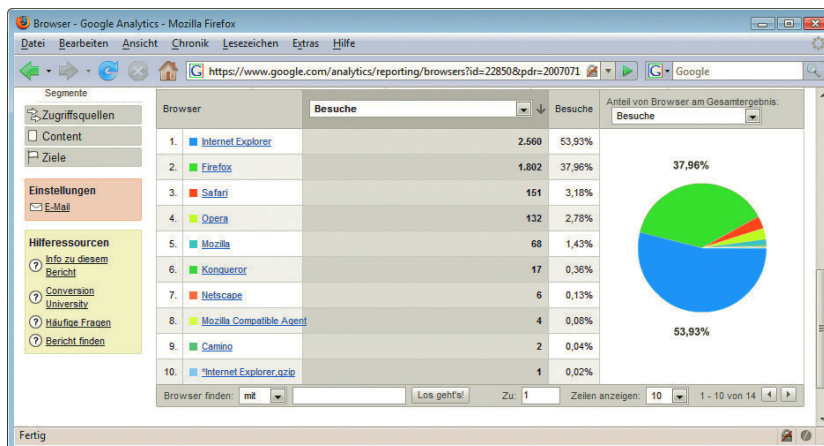 Browser - Google Analytics - Mozilla Firefox
Datei Bearbeiten Ansicht Chronik Lesezeichen Extras Hilfe
G https://www.google.com/analytics/reporting/browsers?id=22850&pdr=2007071 G Google
Segmente
Zugriffsquellen
Content
Ziele
Einstellungen
E-Mail
Hilferessourcen
? Info zu diesem
Bericht
? Conversion
University
? Häufige Fragen
? Bericht finden
Browser Besuche Besuche
1. Internet Explorer 2.560 53,93%
2. Firefox 1.802 37,96%
3. Safari 151 3,18%
4. Opera 132 2,78%
5. Mozilla 68 1,43%
6. Konqueror 17 0,36%
7. Netscape 6 0,13%
8. Mozilla Compatible Agent 4 0,08%
9. Camino 2 0,04%
10. *Internet Explorer,gzip 1 0,02%
Anteil von Browser am Gesamtergebnis:
Besuche
37,96%
53,93%
Browser finden: mit Los geht's! Zu: 1 Zeilen anzeigen: 10 1 - 10 von 14
Fertig